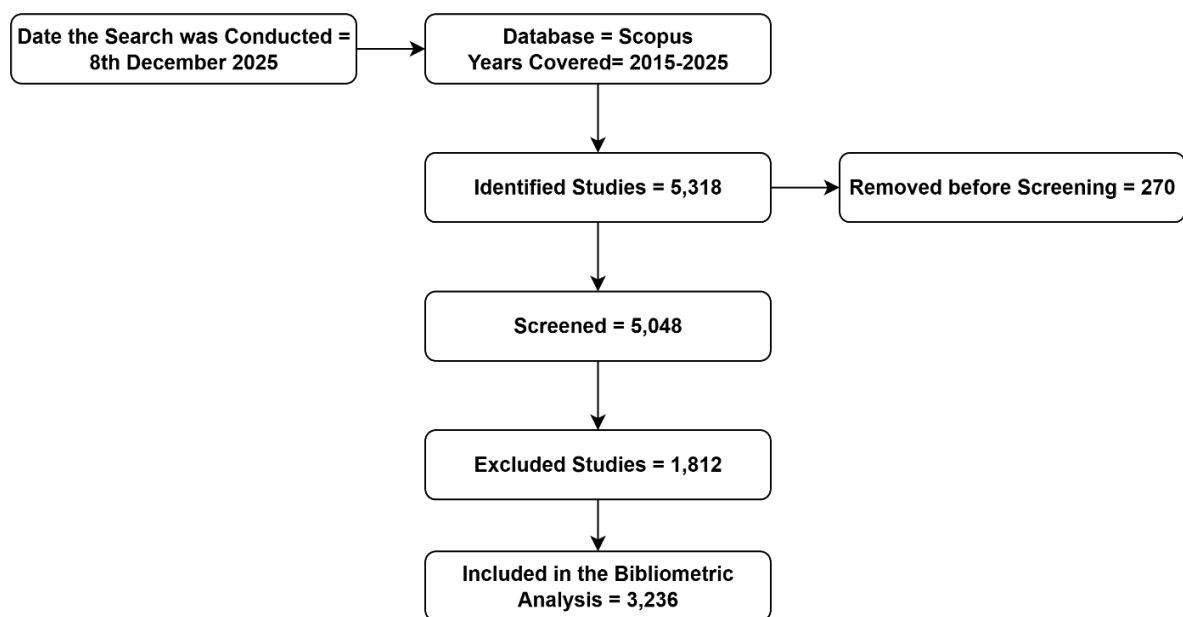 Date the Search was Conducted =
8th December 2025
Database = Scopus
Years Covered= 2015-2025
Identified Studies = 5,318
Removed before Screening = 270
Screened = 5,048
Excluded Studies = 1,812
Included in the Bibliometric
Analysis = 3,236